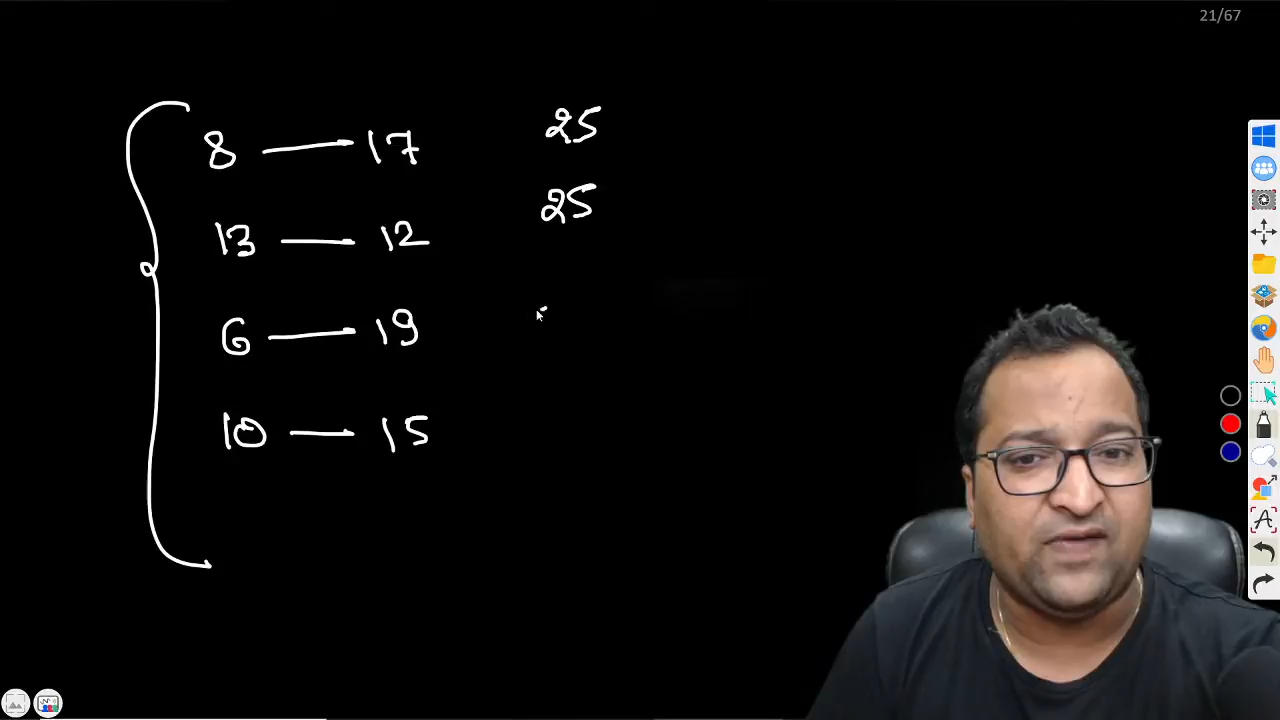 21/67
8 — 17 25
13 — 12 25
6 — 19
10 — 15